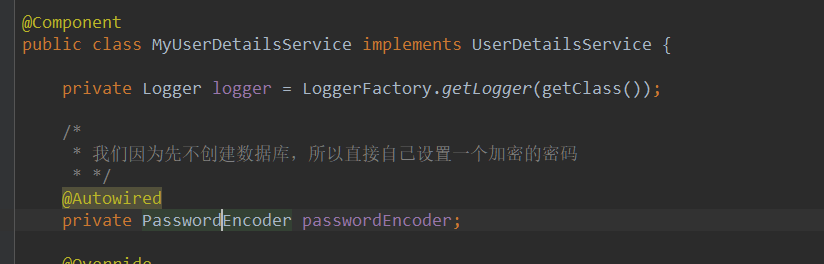 @Component
public class MyUserDetailsService implements UserDetailsService {
private Logger logger = LoggerFactory.getLogger(getClass());
/*
* 我们因为先不创建数据库，所以直接自己设置一个加密的密码
* */
@Autowired
private PasswordEncoder passwordEncoder;
@Override